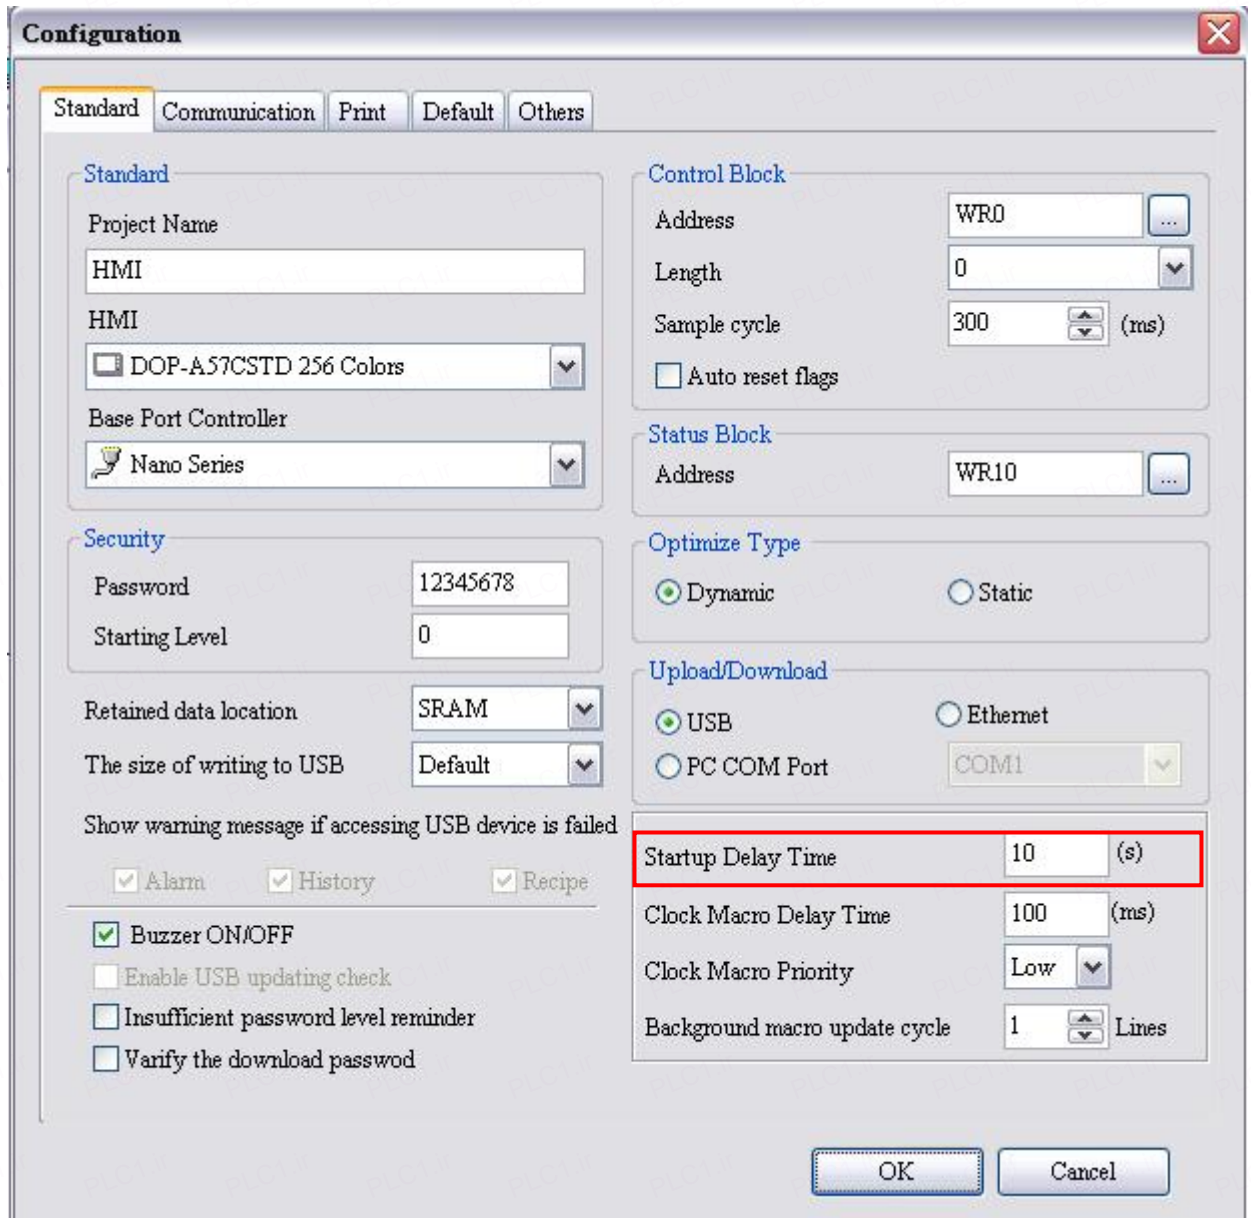 Configuration
Standard Communication Print Default Others
Standard
Project Name
HMI
HMI
DOP-A57CSTD 256 Colors
Base Port Controller
Nano Series
Security
Password 12345678
Starting Level 0
Retained data location SRAM
The size of writing to USB Default
Show warning message if accessing USB device is failed
Alarm History Recipe
Buzzer ON/OFF
Enable USB updating check
Insufficient password level reminder
Varify the download passwod
Control Block
Address WR0 ...
Length 0
Sample cycle 300 (ms)
Auto reset flags
Status Block
Address WR10 ...
Optimize Type
Dynamic Static
Upload/Download
USB Ethernet
PC COM Port COM1
Startup Delay Time 10 (s)
Clock Macro Delay Time 100 (ms)
Clock Macro Priority Low
Background macro update cycle 1 Lines
OK Cancel